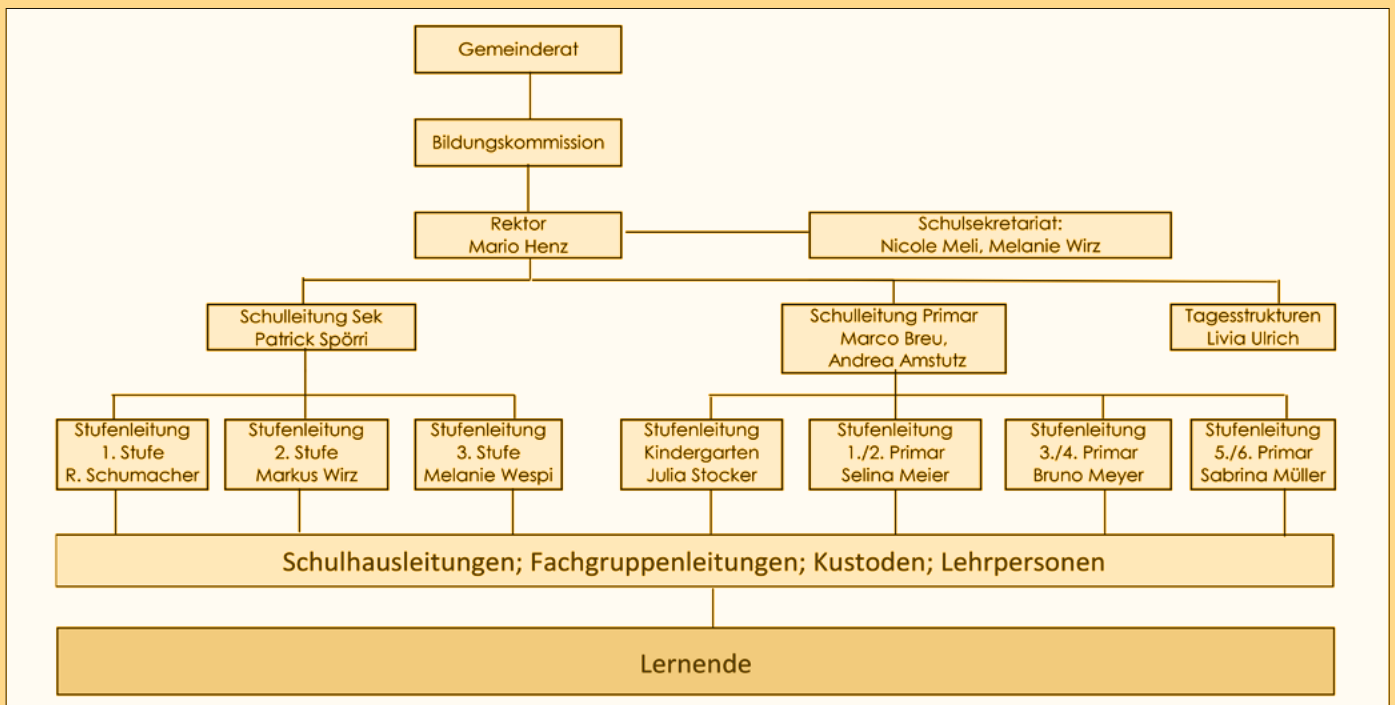 Gemeinderat
Bildungskommission
Rektor
Mario Henz
Schulsekretariat:
Nicole Meli, Melanie Wirz
Schulleitung Sek
Patrick Spörri
Schulleitung Primar
Marco Breu,
Andrea Amstutz
Tagesstrukturen
Livia Ulrich
Stufenleitung
1. Stufe
R. Schumacher
Stufenleitung
2. Stufe
Markus Wirz
Stufenleitung
3. Stufe
Melanie Wespi
Stufenleitung
Kindergarten
Julia Stocker
Stufenleitung
1./2. Primar
Selina Meier
Stufenleitung
3./4. Primar
Bruno Meyer
Stufenleitung
5./6. Primar
Sabrina Müller
Schulhausleitungen; Fachgruppenleitungen; Kustoden; Lehrpersonen
Lernende